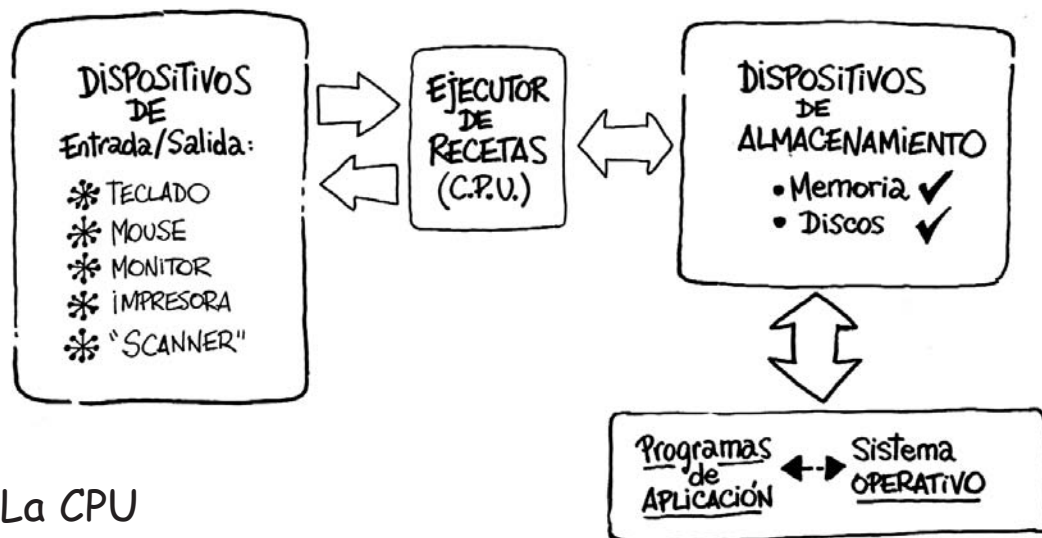 DISPOSITIVOS
DE
Entrada/Salida:
TECLADO
MOUSE
MONITOR
IMPRESORA
"SCANNER"
EJECUTOR
DE
RECETAS
(C.P.U.)
DISPOSITIVOS
DE
ALMACENAMIENTO
• Memoria ✓
• Discos ✓
Programas
de
APLICACIÓN
Sistema
OPERATIVO
La CPU